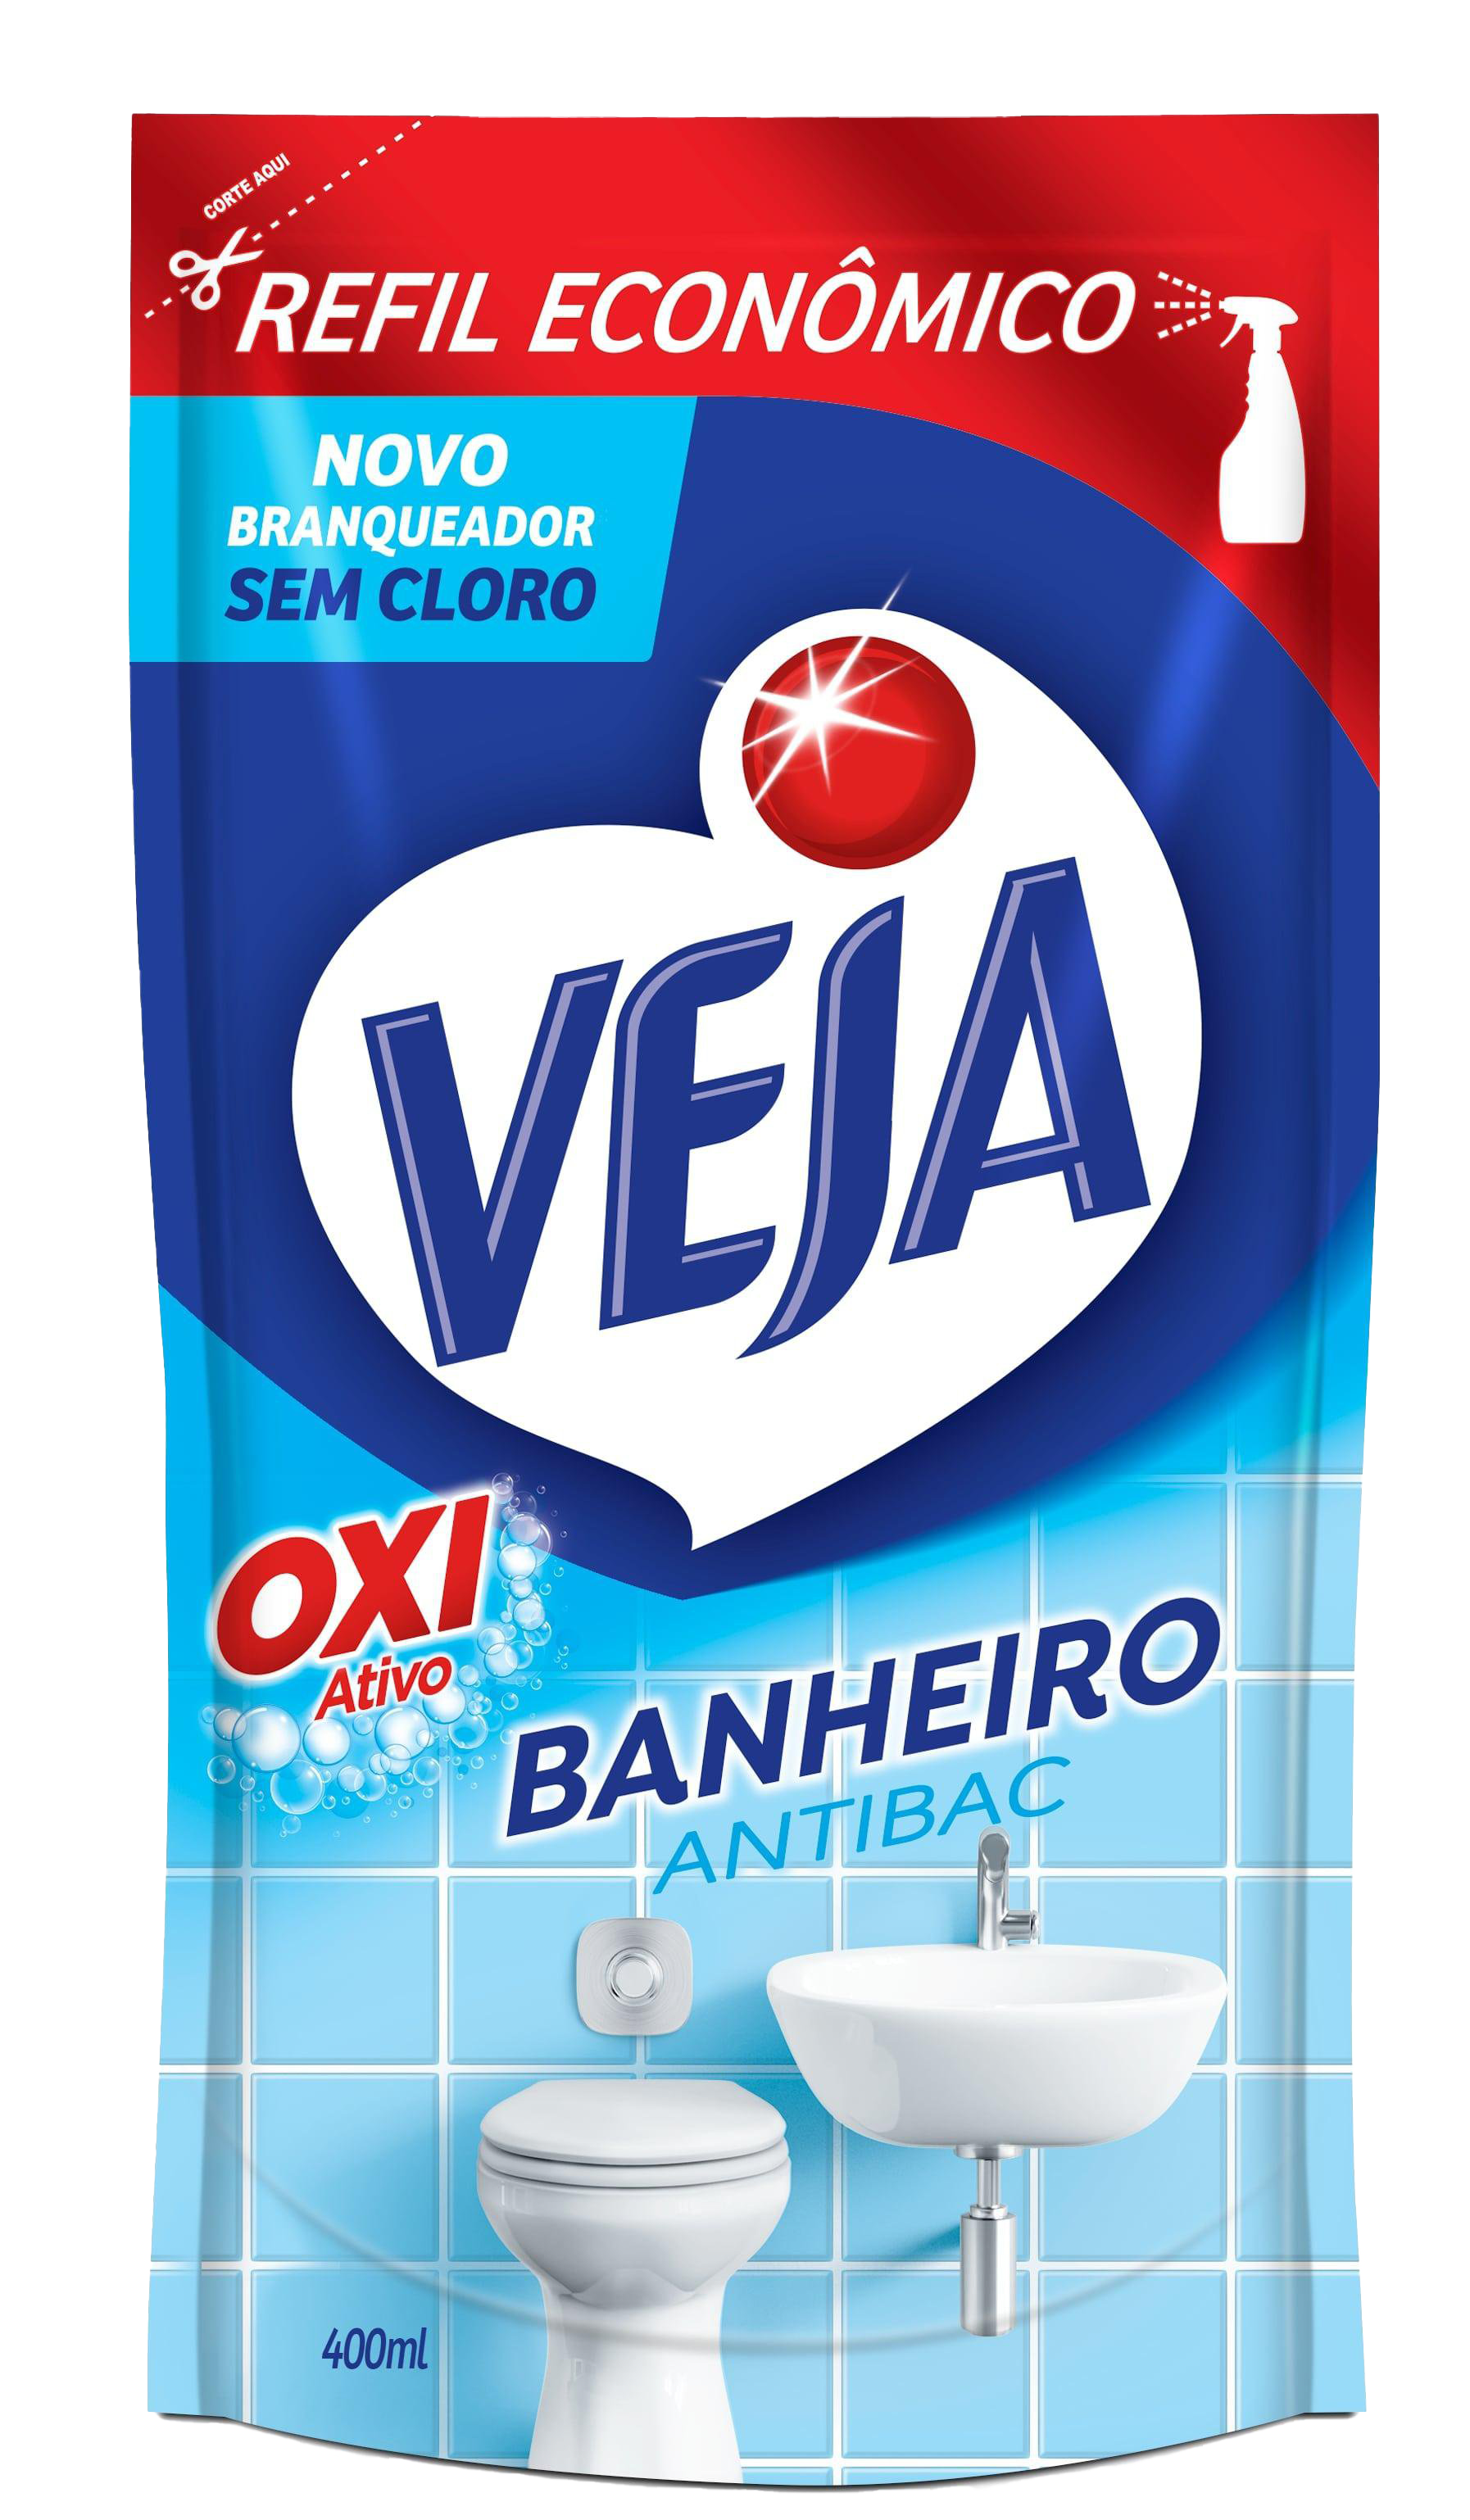 CORTE AQUI
REFIL ECONÔMICO
NOVO
BRANQUEADOR
SEM CLORO
VEJA
OXI
Ativo
BANHEIRO
ANTIBAC
400ml